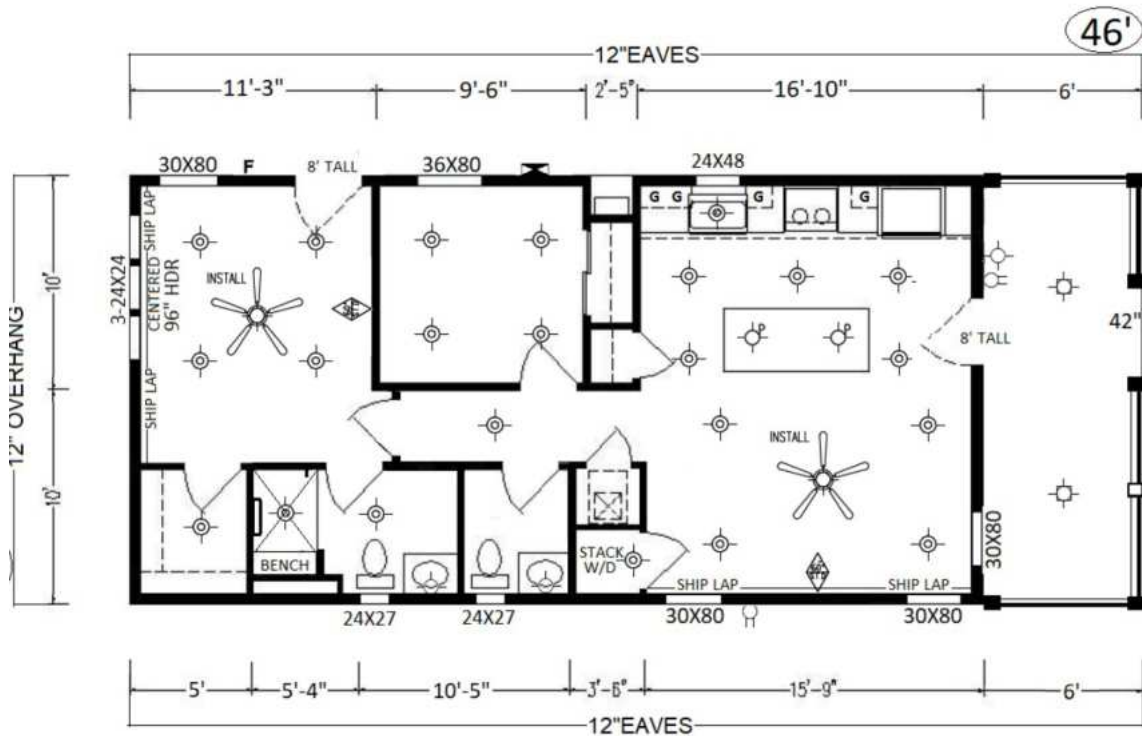 46'
12"EAVES
11'-3" 9'-6" 2'-5" 16'-10" 6'
30X80 F 8' TALL 36X80 24X48
G G G G
SHIP LAP
CENTERED
96" HDR
SHIP LAP
3-24X24
10'
10'
12" OVERHANG
INSTALL
P P
42"
8' TALL
INSTALL
30X80
BENCH
STACK
W/D
SHIP LAP SHIP LAP
24X27 24X27 30X80 30X80
5' 5'-4" 10'-5" 3'-6" 15'-9" 6'
12"EAVES